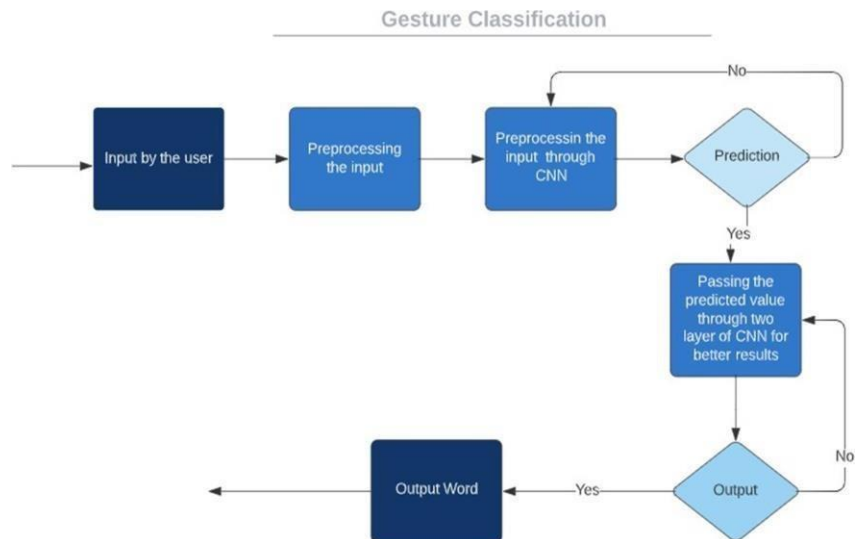 Gesture Classification
No
Input by the user
Preprocessing
the input
Preprocessin the
input through
CNN
Prediction
Yes
Passing the
predicted value
through two
layer of CNN for
better results
No
Output Word
Yes
Output